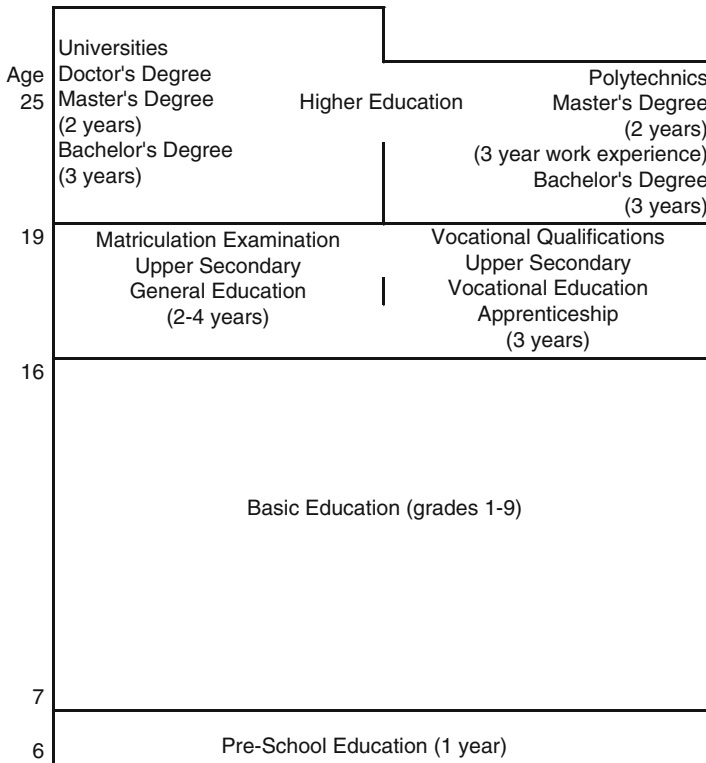 Age
25
19
16
7
6
Universities
Doctor's Degree
Master's Degree
(2 years)
Bachelor's Degree
(3 years)
Higher Education
Polytechnics
Master's Degree
(2 years)
(3 year work experience)
Bachelor's Degree
(3 years)
Matriculation Examination
Upper Secondary
General Education
(2-4 years)
Vocational Qualifications
Upper Secondary
Vocational Education
Apprenticeship
(3 years)
Basic Education (grades 1-9)
Pre-School Education (1 year)